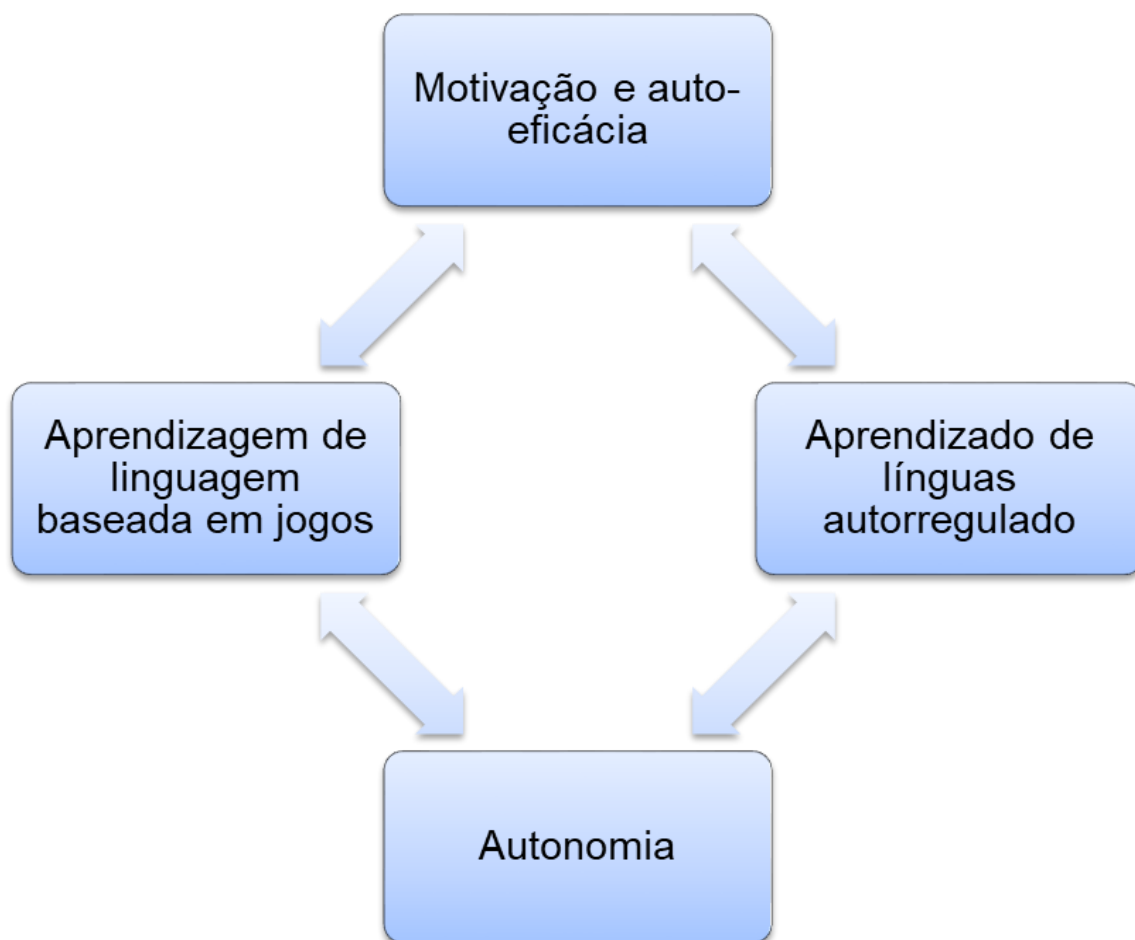 Motivação e auto-
eficácia
Aprendizagem de
linguagem
baseada em jogos
Aprendizado de
línguas
autorregulado
Autonomia